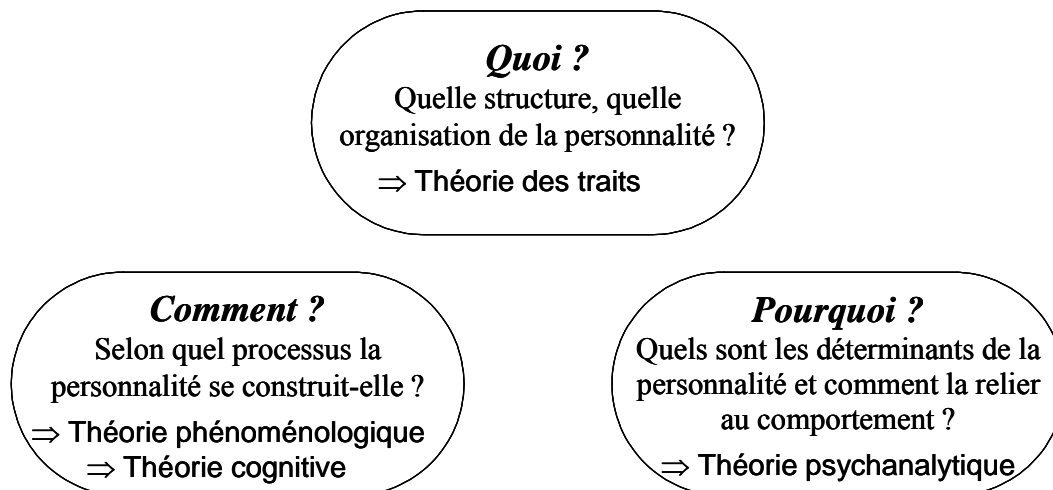 Quoi ?
Quelle structure, quelle
organisation de la personnalité ?
⇒ Théorie des traits
Comment ?
Selon quel processus la
personnalité se construit-elle ?
⇒ Théorie phénoménologique
⇒ Théorie cognitive
Pourquoi ?
Quels sont les déterminants de la
personnalité et comment la relier
au comportement ?
⇒ Théorie psychanalytique